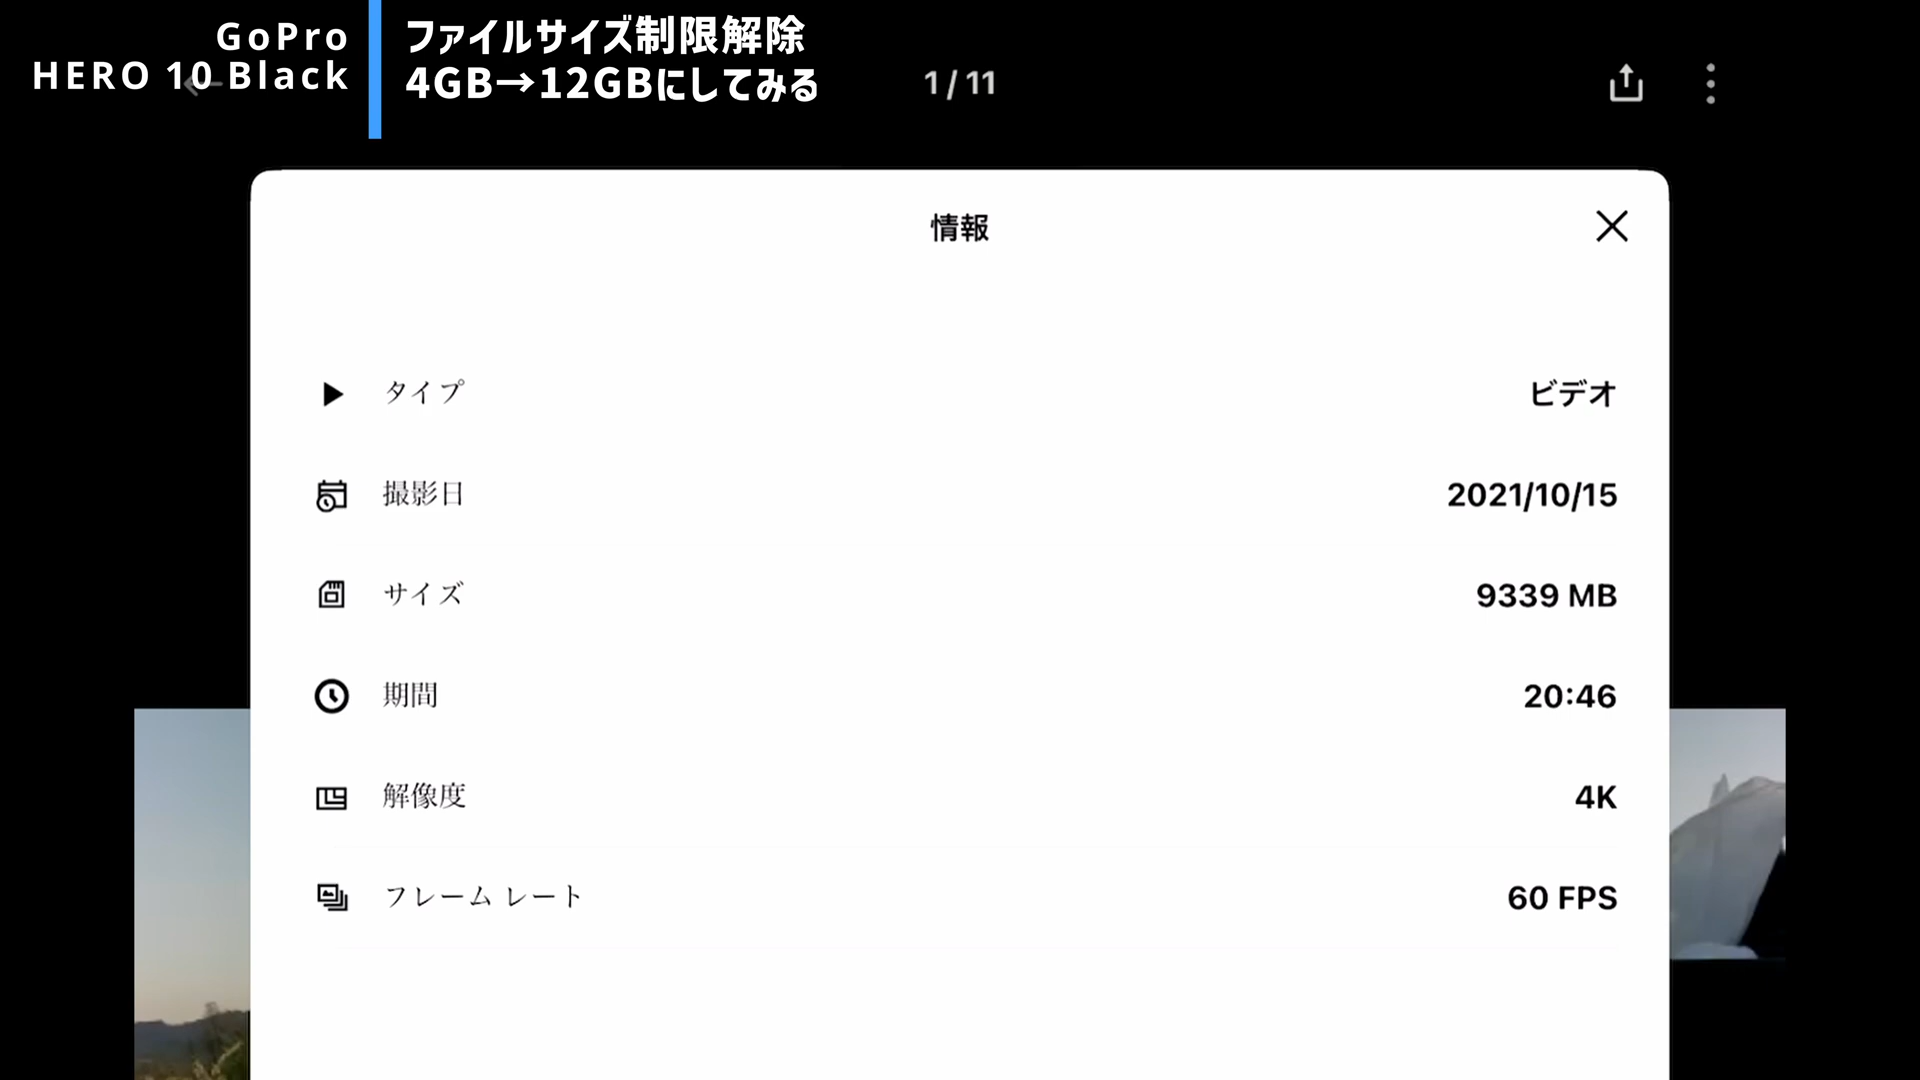 GoPro
HERO 10 Black
ファイルサイズ制限解除
4GB→12GBにしてみる
1 / 11
情報
タイプ ビデオ
撮影日 2021/10/15
サイズ 9339 MB
期間 20:46
解像度 4K
フレーム レート 60 FPS